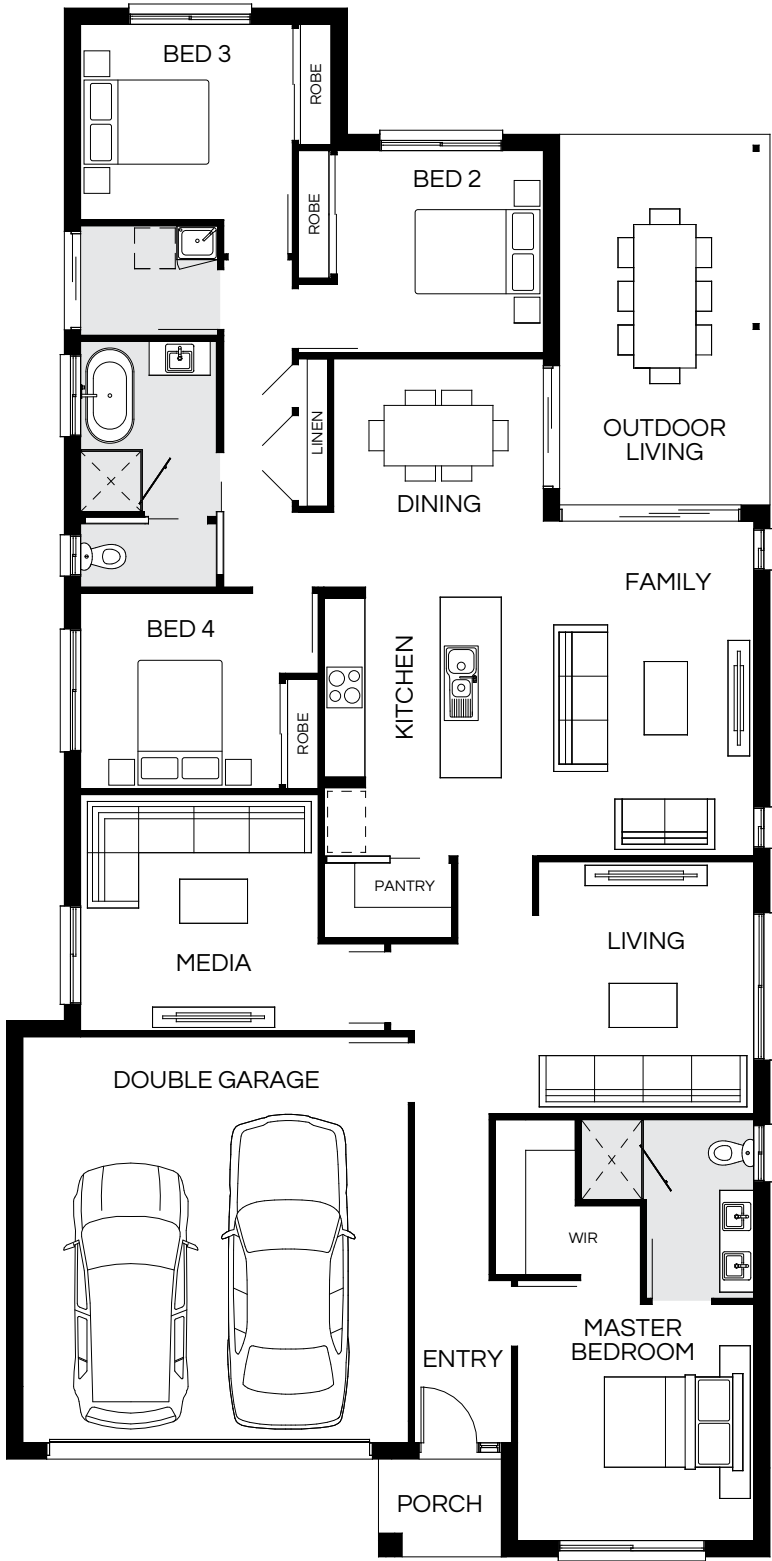 BED 3
ROBE
BED 2
ROBE
OUTDOOR
LIVING
LINEN
DINING
FAMILY
BED 4
KITCHEN
ROBE
PANTRY
LIVING
MEDIA
DOUBLE GARAGE
WIR
MASTER
BEDROOM
ENTRY
PORCH